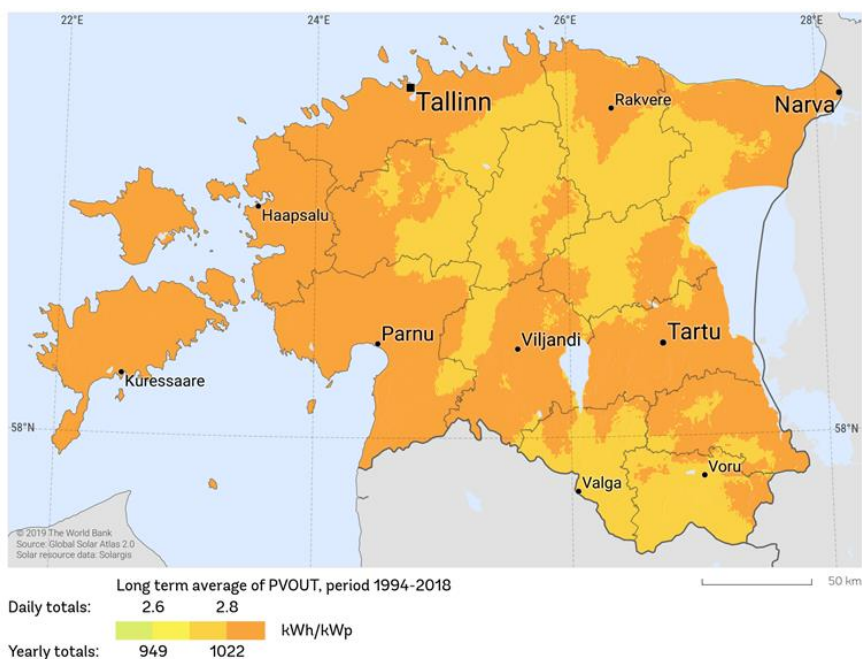 22°E 24°E 26°E 28°E
Tallinn
Rakvere
Narva
Haapsalu
Parnu
Viljandi
Tartu
Kuressaare
58°N 58°N
Voru
Valga
© 2019 The World Bank
Source: Global Solar Atlas 2.0
Solar resource data: Solargis
50 km
Long term average of PVOUT, period 1994-2018
Daily totals: 2.6 2.8
kWh/kWp
Yearly totals: 949 1022